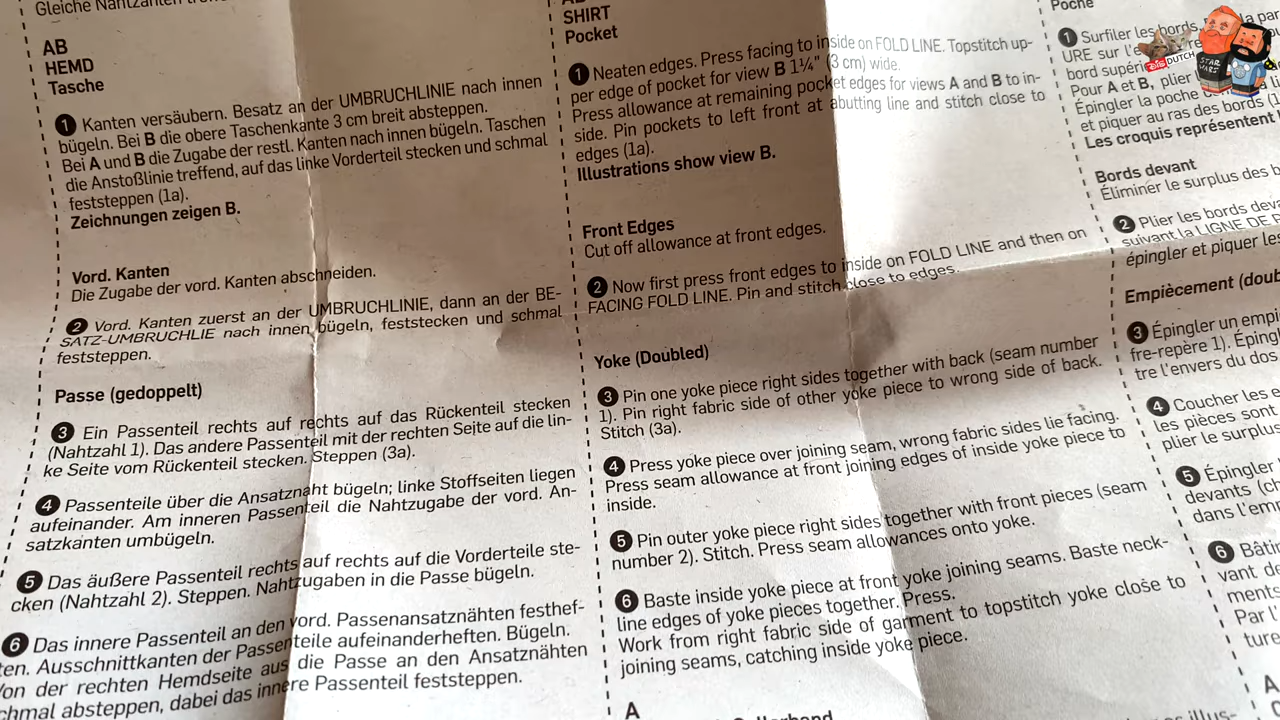 Gleiche Nahtzahlen
AB
HEMD
Tasche
1 Kanten versäubern. Besatz an der UMBRUCHLINIE nach innen
bügeln. Bei B die obere Taschenkante 3 cm breit absteppen.
Bei A und B die Zugabe der restl. Kanten nach innen bügeln. Taschen
die Anstoßlinie treffend, auf das linke Vorderteil stecken und schmal
feststeppen (1a).
Zeichnungen zeigen B.
Vord. Kanten
Die Zugabe der vord. Kanten abschneiden.
2 Vord. Kanten zuerst an der UMBRUCHLINIE, dann an der BE-
SATZ-UMBRUCHLIE nach innen bügeln, feststecken und schmal
feststeppen.
Passe (gedoppelt)
3 Ein Passenteil rechts auf rechts auf das Rückenteil stecken
(Nahtzahl 1). Das andere Passenteil mit der rechten Seite auf die lin-
ke Seite vom Rückenteil stecken. Steppen (3a).
4 Passenteile über die Ansatznaht bügeln; linke Stoffseiten liegen
aufeinander. Am inneren Passenteil die Nahtzugabe der vord. An-
satzkanten umbügeln.
5 Das äußere Passenteil rechts auf rechts auf die Vorderteile ste-
cken (Nahtzahl 2). Steppen. Nahtzugaben in die Passe bügeln.
6 Das innere Passenteil an den vord. Passenansatznähten ­festhef-
ten. Ausschnittkanten der Passenteile aufeinanderheften. Bügeln.
Von der rechten Hemdseite aus die Passe an den Ansatznähten
schmal absteppen, dabei das innere Passenteil feststeppen.
SHIRT
Pocket
1 Neaten edges. Press facing to inside on FOLD LINE. Topstitch up-
per edge of pocket for view B 1¼" (3 cm) wide.
Press allowance at remaining pocket edges for views A and B to in-
side. Pin pockets to left front at abutting line and stitch close to
edges (1a).
Illustrations show view B.
Front Edges
Cut off allowance at front edges.
2 Now first press front edges to inside on FOLD LINE and then on
FACING FOLD LINE. Pin and stitch close to edges.
Yoke (Doubled)
3 Pin one yoke piece right sides together with back (seam number
1). Pin right fabric side of other yoke piece to wrong side of back.
Stitch (3a).
4 Press yoke piece over joining seam, wrong fabric sides lie facing.
Press seam allowance at front joining edges of inside yoke piece to
inside.
5 Pin outer yoke piece right sides together with front pieces (seam
number 2). Stitch. Press seam allowances onto yoke.
6 Baste inside yoke piece at front yoke joining seams. Baste neck-
line edges of yoke pieces together. Press.
Work from right fabric side of garment to topstitch yoke close to
joining seams, catching inside yoke piece.
A
Poche
1 Surfiler les bords.
URE sur l'e
bord supéri
Pour A et B, plier
Épingler la poche
et piquer au ras des bords (1
Les croquis représentent
Bords devant
Éliminer le surplus des b
2 Plier les bords deva
suivant la LIGNE DE
épingler et piquer les
Empiècement (doub
3 Épingler un empi
fre-repère 1). Éping
tre l'envers du dos
4 Coucher les e
les pièces sont
plier le surplus
5 Épingler
devants (ch
dans l'emp
6 Bâtir
vant de
ments
Par l'
ture
STAR
WARS
DIS
DUTCH